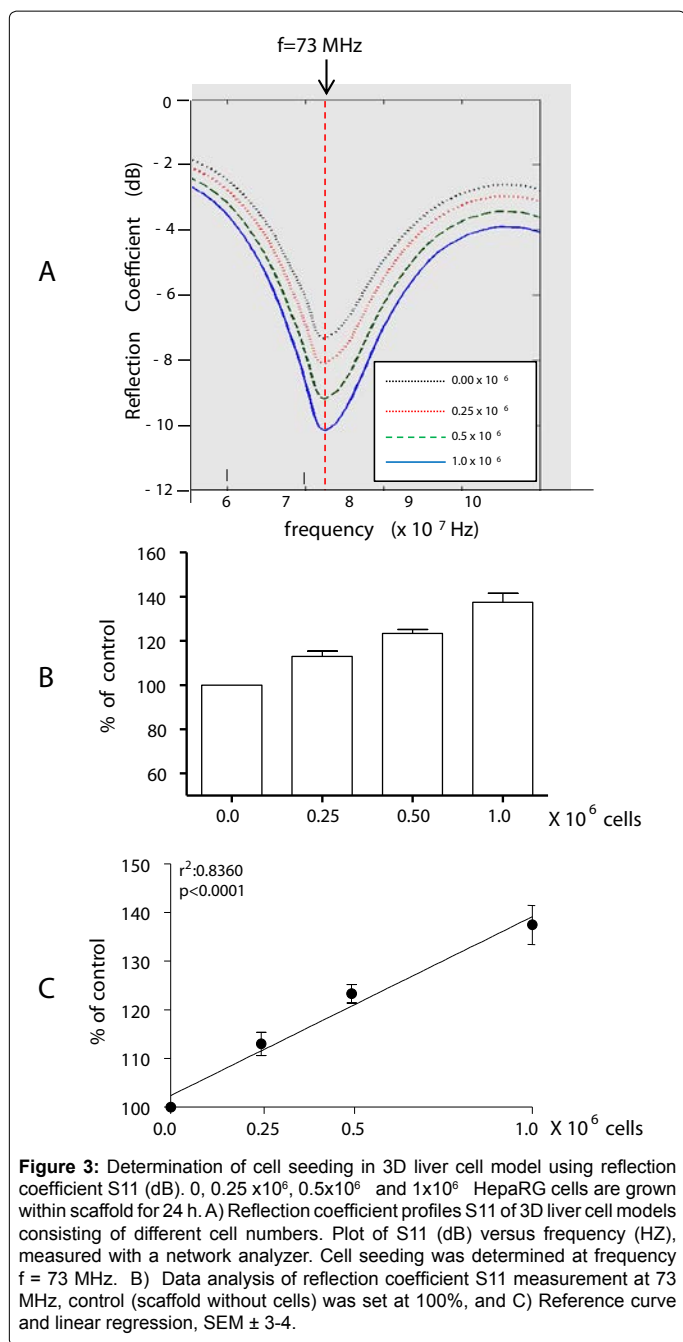 f=73 MHz
A
Reflection Coefficient (dB)
0
- 2
- 4
- 6
- 8
- 10
- 12
0.00 x 10 6
0.25 x 10 6
0.5 x 10 6
1.0 x 10 6
6 7 8 9 10
frequency (x 10 7 Hz)
B
% of control
160
140
120
100
80
60
0.0 0.25 0.50 1.0 X 10 6 cells
C
% of control
150
140
130
120
110
100
r²:0.8360
p<0.0001
0.0 0.25 0.5 1.0 X 10 6 cells
Figure 3: Determination of cell seeding in 3D liver cell model using reflection
coefficient S11 (dB). 0, 0.25 x10⁶, 0.5x10⁶ and 1x10⁶ HepaRG cells are grown
within scaffold for 24 h. A) Reflection coefficient profiles S11 of 3D liver cell models
consisting of different cell numbers. Plot of S11 (dB) versus frequency (HZ),
measured with a network analyzer. Cell seeding was determined at frequency
f = 73 MHz. B) Data analysis of reflection coefficient S11 measurement at 73
MHz, control (scaffold without cells) was set at 100%, and C) Reference curve
and linear regression, SEM ± 3-4.